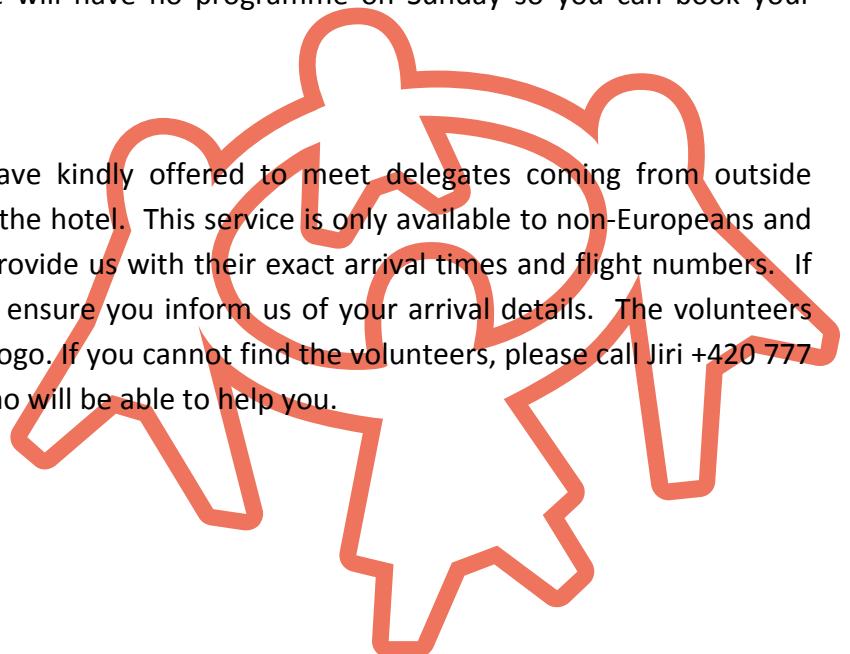 will have no programme on Sunday so you can book your
ave kindly offered to meet delegates coming from outside
the hotel. This service is only available to non-Europeans and
rovide us with their exact arrival times and flight numbers. If
ensure you inform us of your arrival details. The volunteers
ogo. If you cannot find the volunteers, please call Jiri +420 777
o will be able to help you.